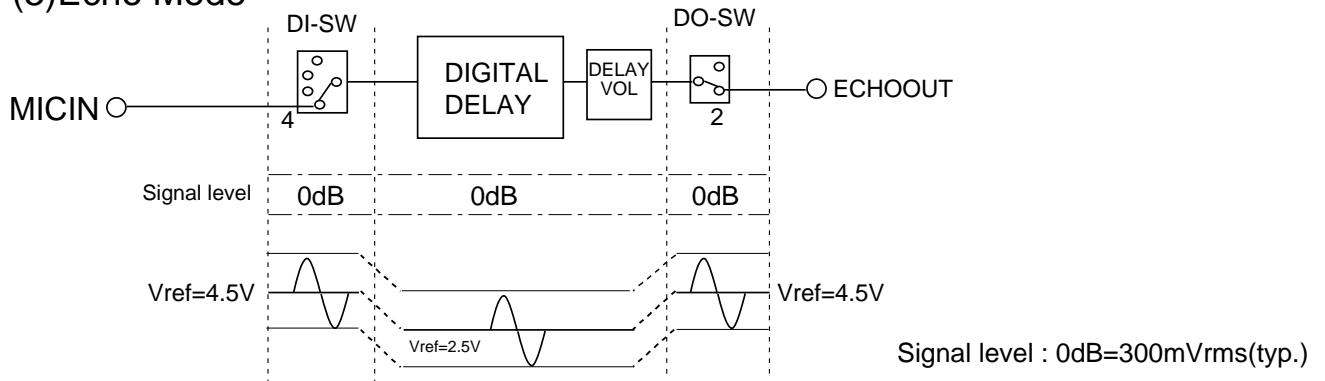 (3)Echo Mode
DI-SW
DO-SW
MICIN
4
DIGITAL
DELAY
DELAY
VOL
2
ECHOOUT
Signal level
0dB
0dB
0dB
Vref=4.5V
Vref=2.5V
Vref=4.5V
Signal level : 0dB=300mVrms(typ.)